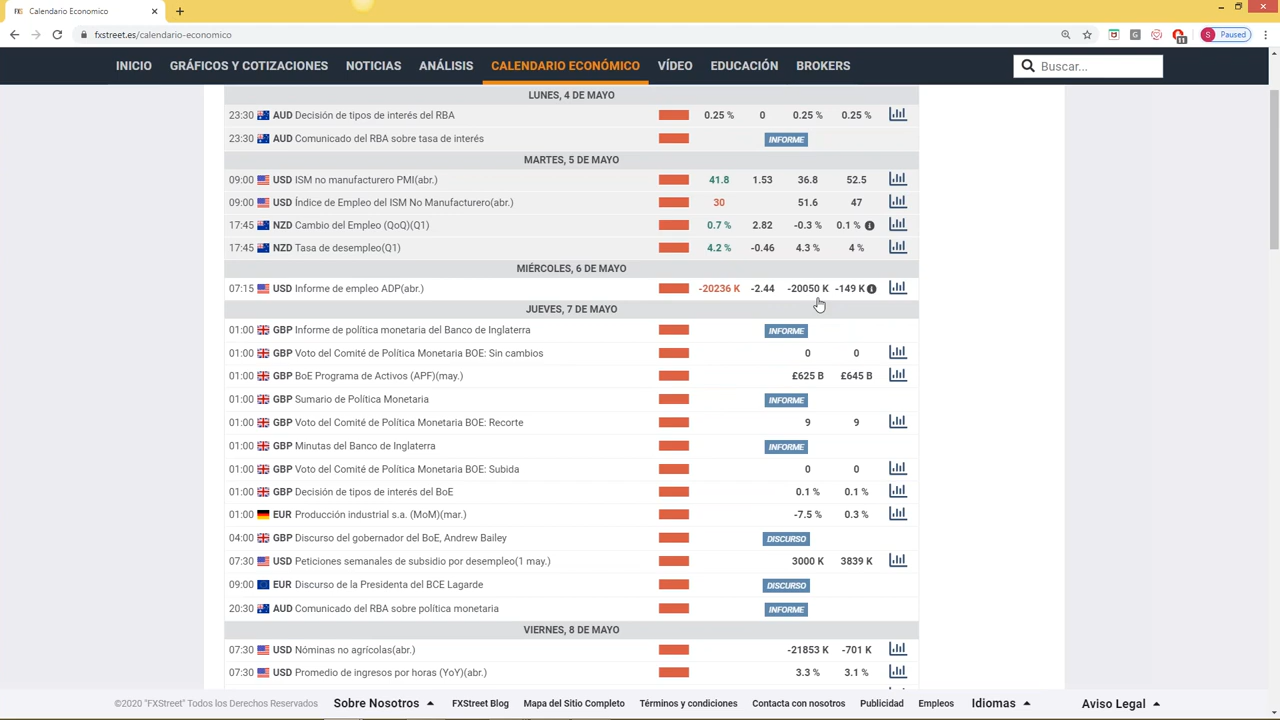 FXS Calendario Economico
fxstreet.es/calendario-economico
11
S Paused
INICIO GRÁFICOS Y COTIZACIONES NOTICIAS ANÁLISIS CALENDARIO ECONÓMICO VÍDEO EDUCACIÓN BROKERS Buscar...
LUNES, 4 DE MAYO
23:30 AUD Decisión de tipos de interés del RBA 0.25 % 0 0.25 % 0.25 %
23:30 AUD Comunicado del RBA sobre tasa de interés INFORME
MARTES, 5 DE MAYO
09:00 USD ISM no manufacturero PMI(abr.) 41.8 1.53 36.8 52.5
09:00 USD Índice de Empleo del ISM No Manufacturero(abr.) 30 51.6 47
17:45 NZD Cambio del Empleo (QoQ)(Q1) 0.7 % 2.82 -0.3 % 0.1 %
17:45 NZD Tasa de desempleo(Q1) 4.2 % -0.46 4.3 % 4 %
MIÉRCOLES, 6 DE MAYO
07:15 USD Informe de empleo ADP(abr.) -20236 K -2.44 -20050 K -149 K
JUEVES, 7 DE MAYO
01:00 GBP Informe de política monetaria del Banco de Inglaterra INFORME
01:00 GBP Voto del Comité de Política Monetaria BOE: Sin cambios 0 0
01:00 GBP BoE Programa de Activos (APF)(may.) £625 B £645 B
01:00 GBP Sumario de Política Monetaria INFORME
01:00 GBP Voto del Comité de Política Monetaria BOE: Recorte 9 9
01:00 GBP Minutas del Banco de Inglaterra INFORME
01:00 GBP Voto del Comité de Política Monetaria BOE: Subida 0 0
01:00 GBP Decisión de tipos de interés del BoE 0.1 % 0.1 %
01:00 EUR Producción industrial s.a. (MoM)(mar.) -7.5 % 0.3 %
04:00 GBP Discurso del gobernador del BoE, Andrew Bailey DISCURSO
07:30 USD Peticiones semanales de subsidio por desempleo(1 may.) 3000 K 3839 K
09:00 EUR Discurso de la Presidenta del BCE Lagarde DISCURSO
20:30 AUD Comunicado del RBA sobre política monetaria INFORME
VIERNES, 8 DE MAYO
07:30 USD Nóminas no agrícolas(abr.) -21853 K -701 K
07:30 USD Promedio de ingresos por horas (YoY)(abr.) 3.3 % 3.1 %
©2020 "FXStreet" Todos los Derechos Reservados Sobre Nosotros FXStreet Blog Mapa del Sitio Completo Términos y condiciones Contacta con nosotros Publicidad Empleos Idiomas Aviso Legal